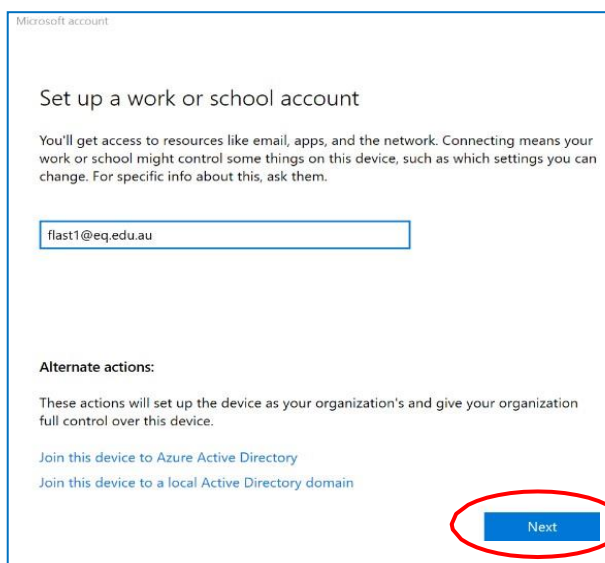 Microsoft account
Set up a work or school account
You'll get access to resources like email, apps, and the network. Connecting means your
work or school might control some things on this device, such as which settings you can
change. For specific info about this, ask them.
flast1@eq.edu.au
Alternate actions:
These actions will set up the device as your organization's and give your organization
full control over this device.
Join this device to Azure Active Directory
Join this device to a local Active Directory domain
Next